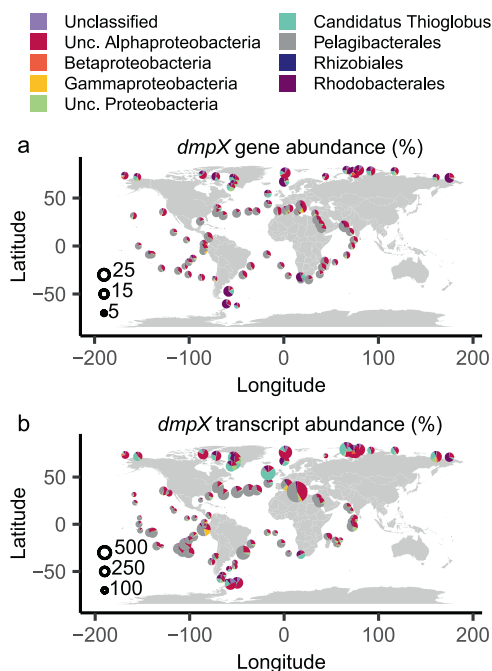 Unclassified
Unc. Alphaproteobacteria
Betaproteobacteria
Gammaproteobacteria
Unc. Proteobacteria
Candidatus Thioglobus
Pelagibacterales
Rhizobiales
Rhodobacterales
a
dmpX gene abundance (%)
50
0
−50
Latitude
25
15
5
−200 −100 0 100 200
Longitude
b
dmpX transcript abundance (%)
50
0
−50
Latitude
500
250
100
−200 −100 0 100 200
Longitude